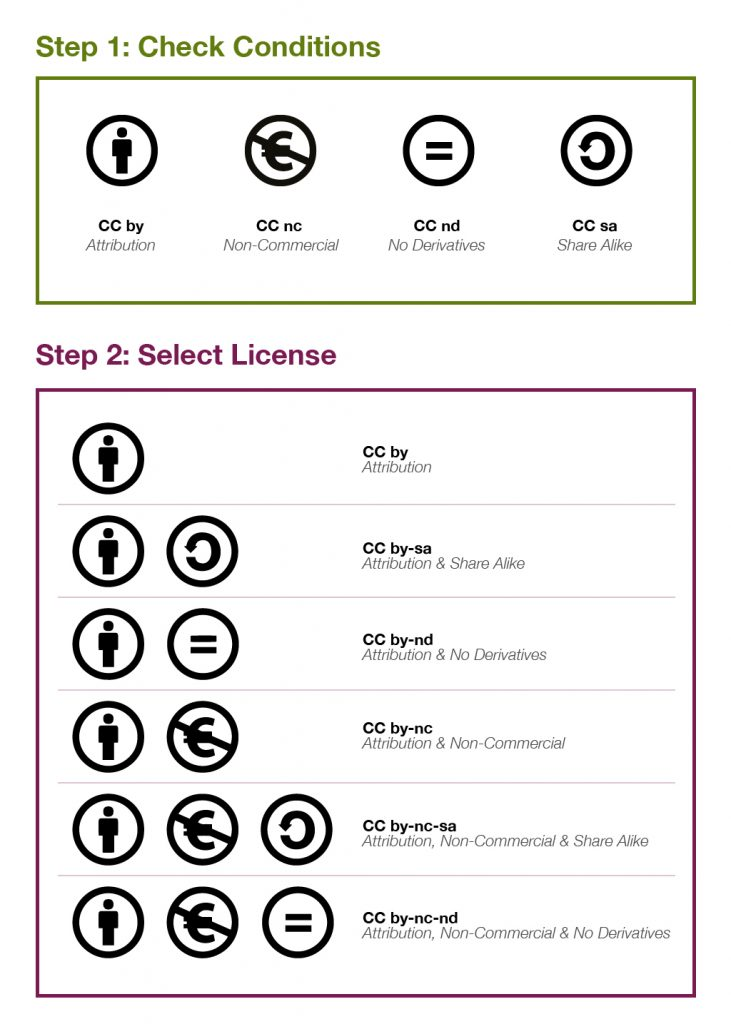 Step 1: Check Conditions
CC by
Attribution
CC nc
Non-Commercial
CC nd
No Derivatives
CC sa
Share Alike
Step 2: Select License
CC by
Attribution
CC by-sa
Attribution & Share Alike
CC by-nd
Attribution & No Derivatives
CC by-nc
Attribution & Non-Commercial
CC by-nc-sa
Attribution, Non-Commercial & Share Alike
CC by-nc-nd
Attribution, Non-Commercial & No Derivatives